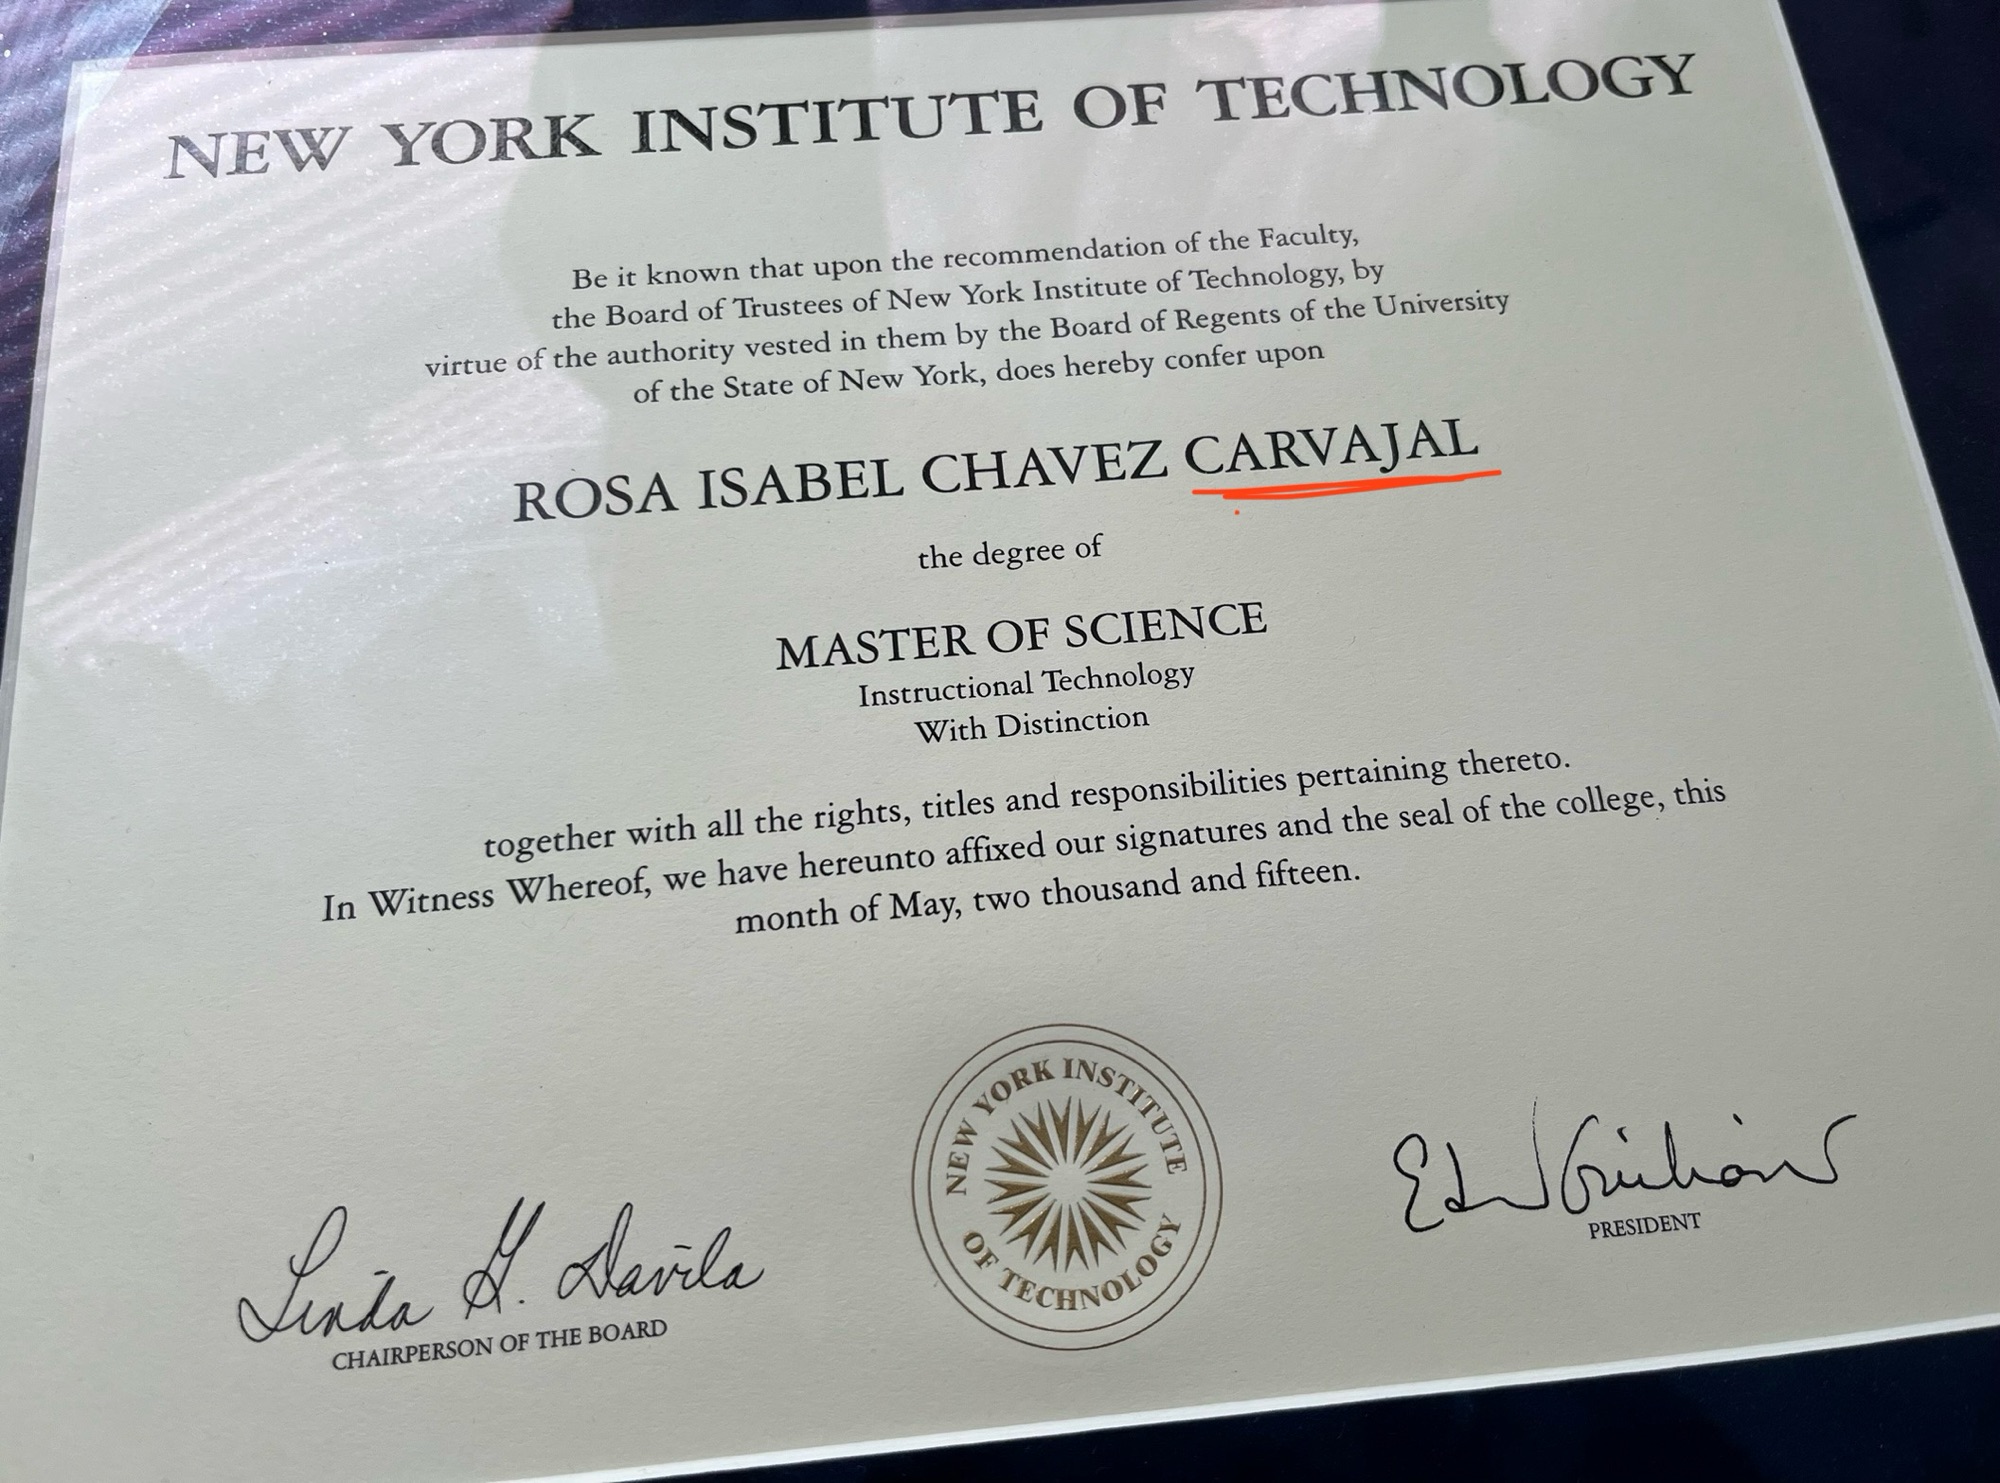 NEW YORK INSTITUTE OF TECHNOLOGY
Be it known that upon the recommendation of the Faculty,
the Board of Trustees of New York Institute of Technology, by
virtue of the authority vested in them by the Board of Regents of the University
of the State of New York, does hereby confer upon
ROSA ISABEL CHAVEZ CARVAJAL
the degree of
MASTER OF SCIENCE
Instructional Technology
With Distinction
together with all the rights, titles and responsibilities pertaining thereto.
In Witness Whereof, we have hereunto affixed our signatures and the seal of the college, this
month of May, two thousand and fifteen.
NEW YORK INSTITUTE
OF TECHNOLOGY
PRESIDENT
Linda G. Davila
CHAIRPERSON OF THE BOARD